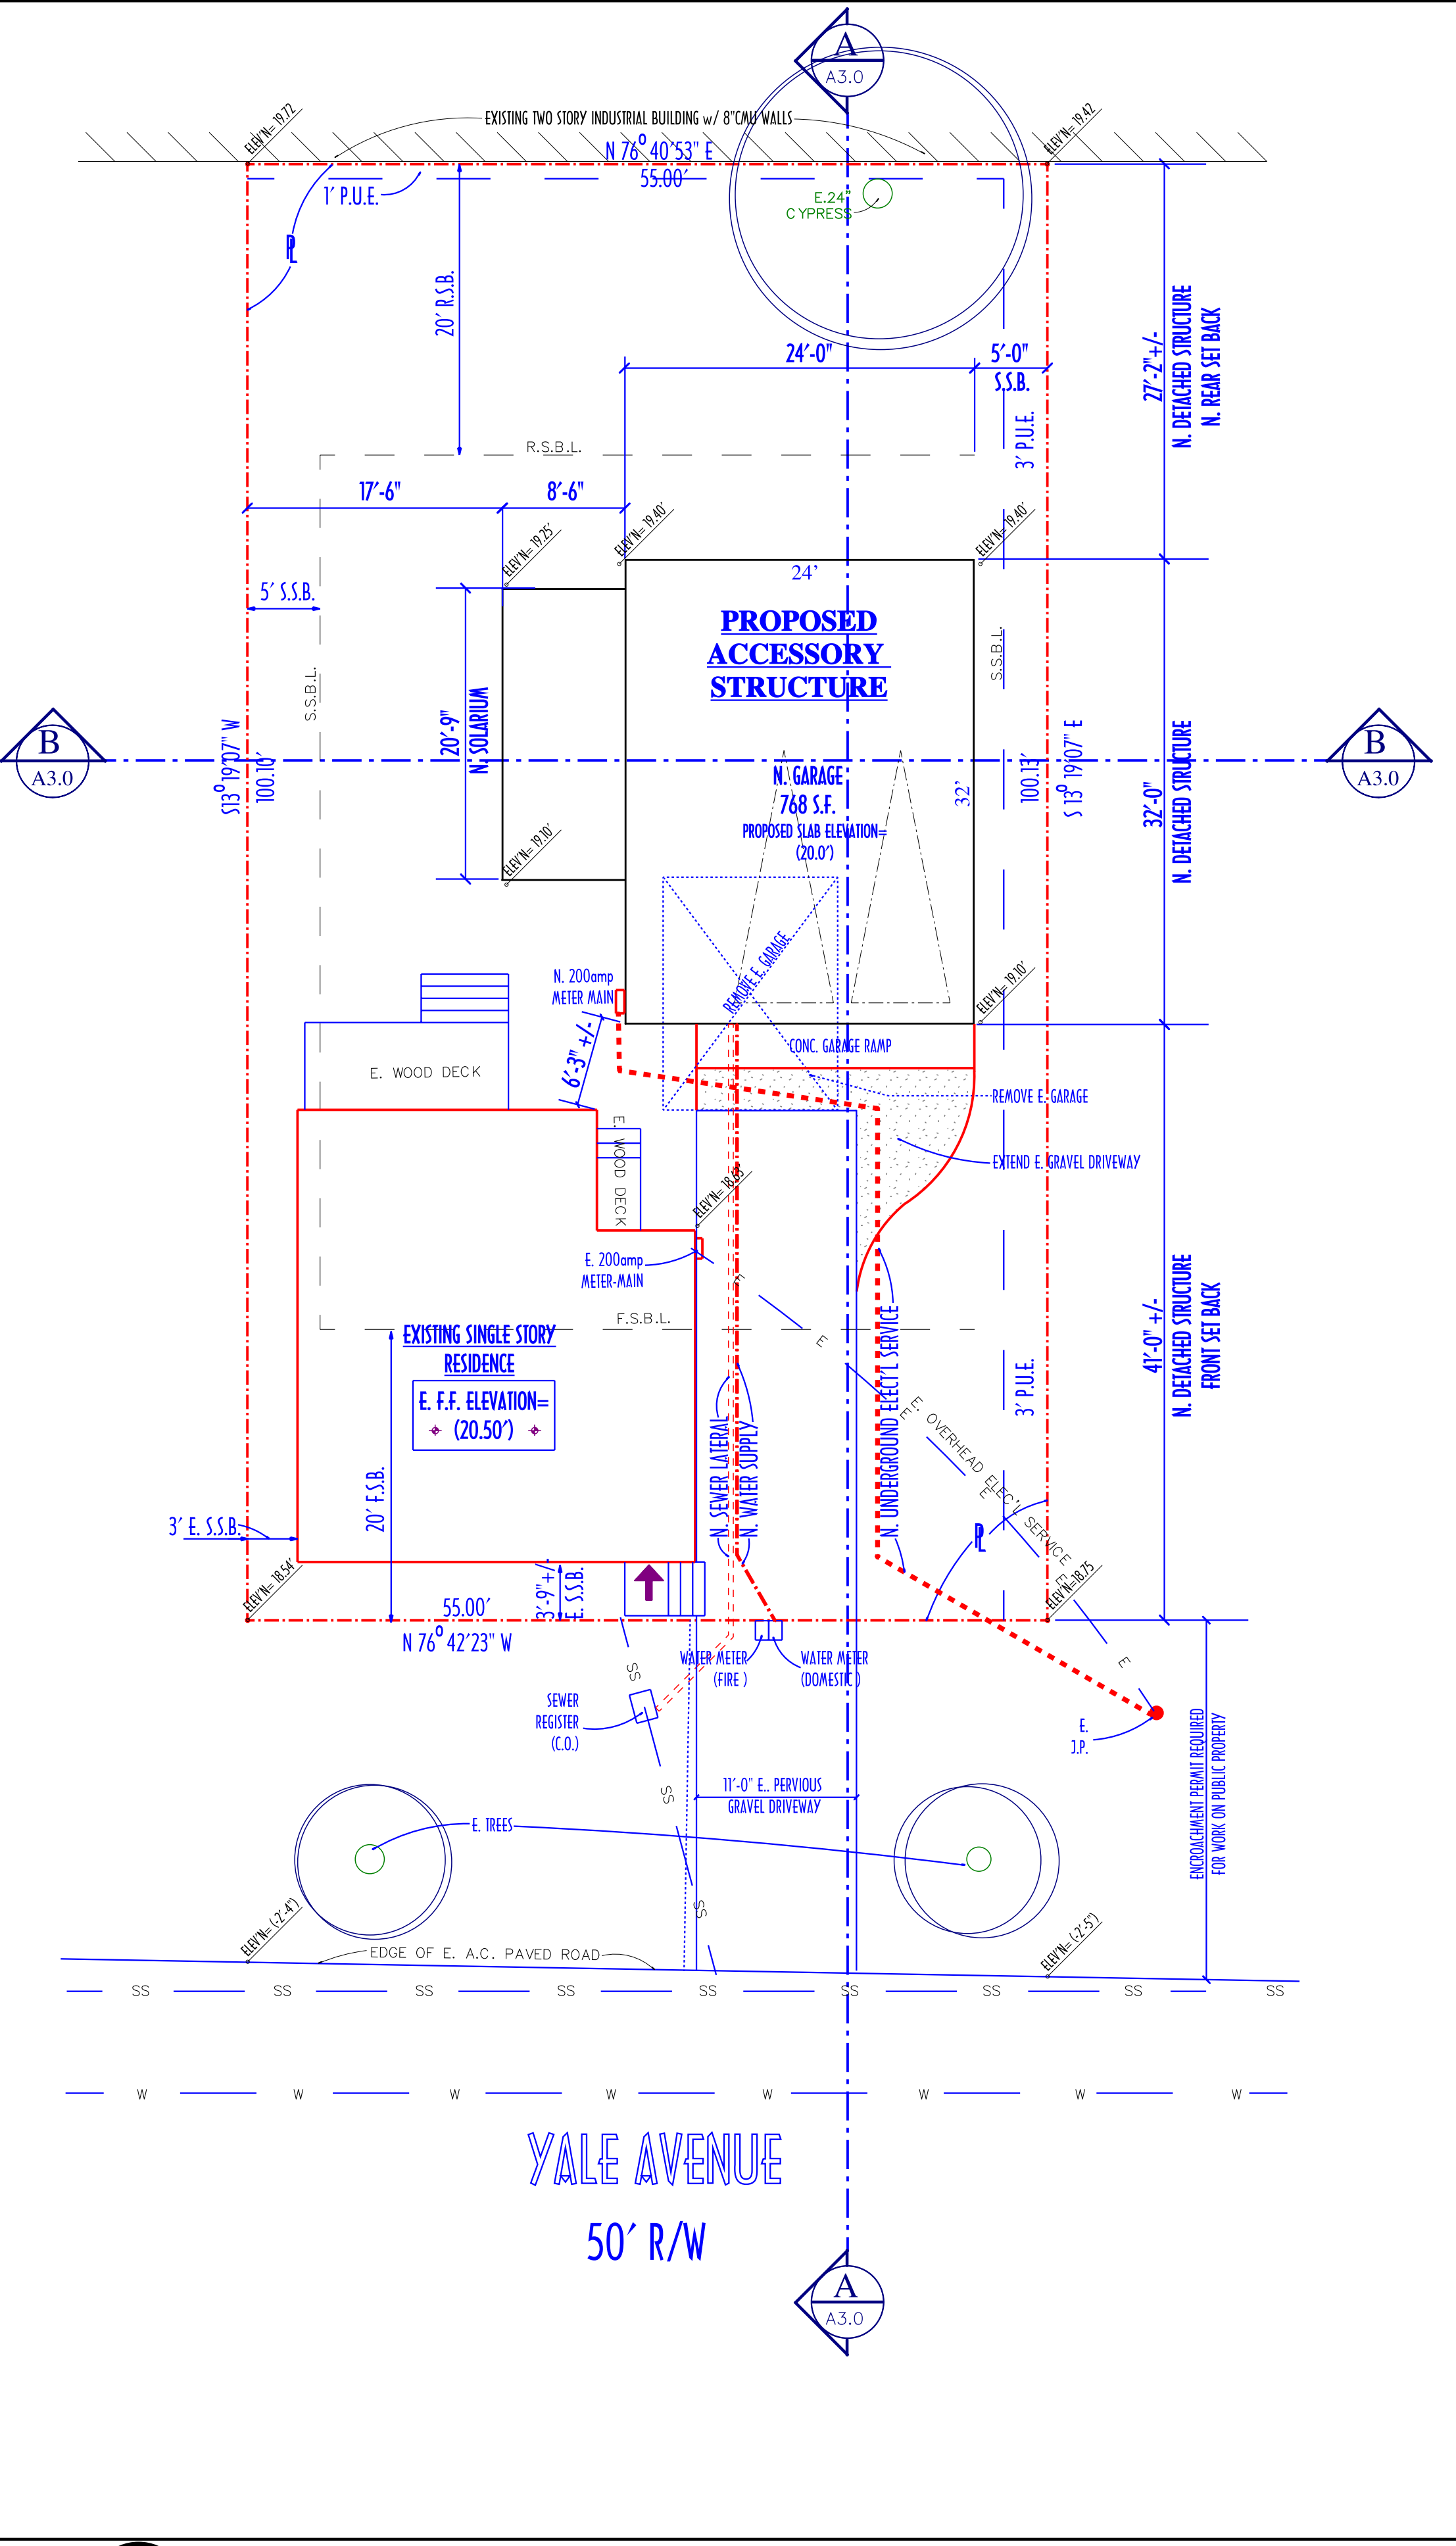 A
A3.0
ELEV'N= 19.72
EXISTING TWO STORY INDUSTRIAL BUILDING w/ 8"CMU WALLS
ELEV'N= 19.42
N 76° 40'53" E
55.00'
1' P.U.E.
E.24"
CYPRESS
PL
20' R.S.B.
24'-0"
5'-0"
S.S.B.
27'-2"+/-
N. DETACHED STRUCTURE
N. REAR SET BACK
3' P.U.E.
R.S.B.L.
17'-6"
8'-6"
ELEV'N= 19.25'
ELEV'N= 19.40'
ELEV'N= 19.40'
24'
5' S.S.B.
PROPOSED
ACCESSORY
STRUCTURE
S.S.B.L.
S.S.B.L.
20'-9"
N. SOLARIUM
B
A3.0
S13° 19'07" W
100.10'
N. GARAGE
768 S.F.
PROPOSED SLAB ELEVATION=
(20.0')
32'
100.13'
S 13° 19'07" E
32'-0"
N. DETACHED STRUCTURE
B
A3.0
ELEV'N= 19.10'
REMOVE E. GARAGE
N. 200amp
METER MAIN
ELEV'N= 19.10'
6'-3" +/-
CONC. GARAGE RAMP
E. WOOD DECK
REMOVE E. GARAGE
E. WOOD DECK
EXTEND E. GRAVEL DRIVEWAY
ELEV'N= 18.63'
E. 200amp
METER-MAIN
E
F.S.B.L.
E
EXISTING SINGLE STORY
RESIDENCE
E. F.F. ELEVATION=
(20.50')
41'-0" +/-
N. DETACHED STRUCTURE
FRONT SET BACK
3' P.U.E.
20' F.S.B.
N. SEWER LATERAL
N. WATER SUPPLY
N. UNDERGROUND ELECT'L SERVICE
E
E. OVERHEAD ELEC'L SERVICE
E
3' E. S.S.B.
PL
E
ELEV'N= 18.54'
3'-9"+/-
E. S.S.B.
ELEV'N= 18.75
55.00'
N 76° 42'23" W
SS
WATER METER
(FIRE )
WATER METER
(DOMESTIC )
E
SEWER
REGISTER
(C.O.)
E.
J.P.
ENCROACHMENT PERMIT REQUIRED
FOR WORK ON PUBLIC PROPERTY
SS
11'-0" E.. PERVIOUS
GRAVEL DRIVEWAY
E. TREES
SS
ELEV'N= (-2'-4")
ELEV'N= (-2'-5")
EDGE OF E. A.C. PAVED ROAD
SS SS SS SS SS SS SS SS SS
W W W W W W W W
YALE AVENUE
50' R/W
A
A3.0